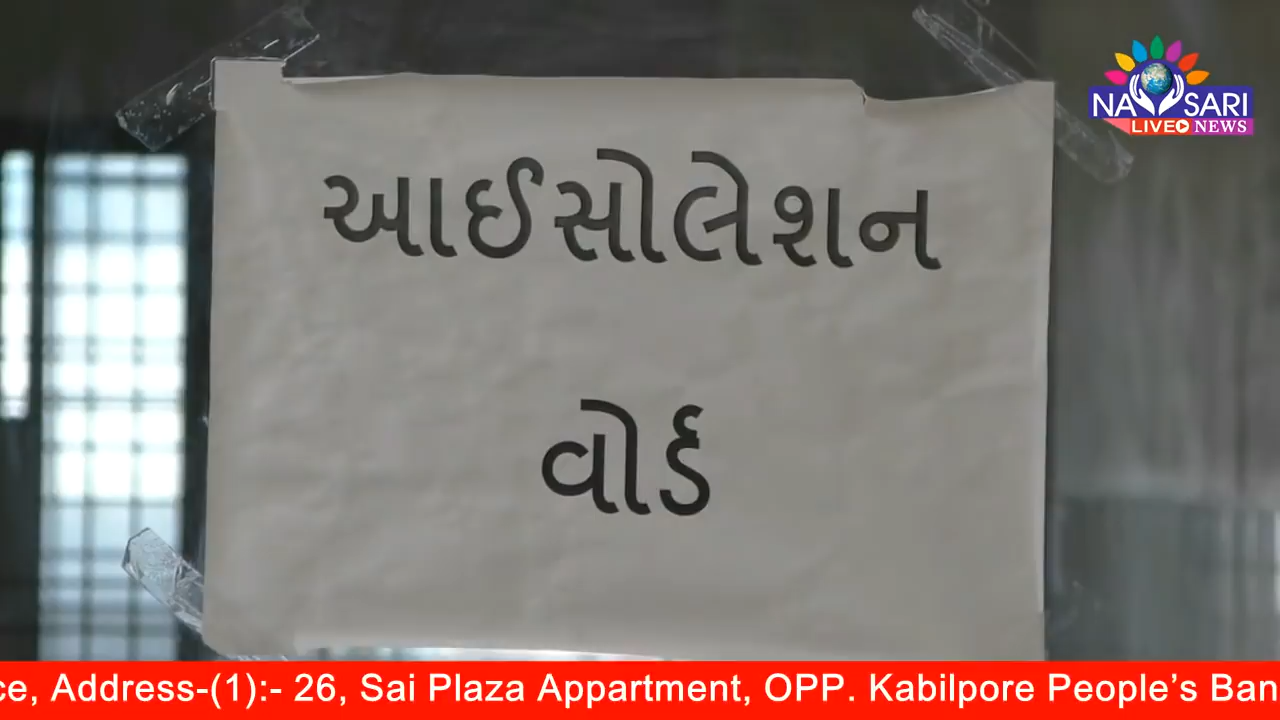 NAVSARI
LIVE NEWS
આઈસોલેશન
વોર્ડ
ce, Address-(1):- 26, Sai Plaza Appartment, OPP. Kabilpore People’s Ban